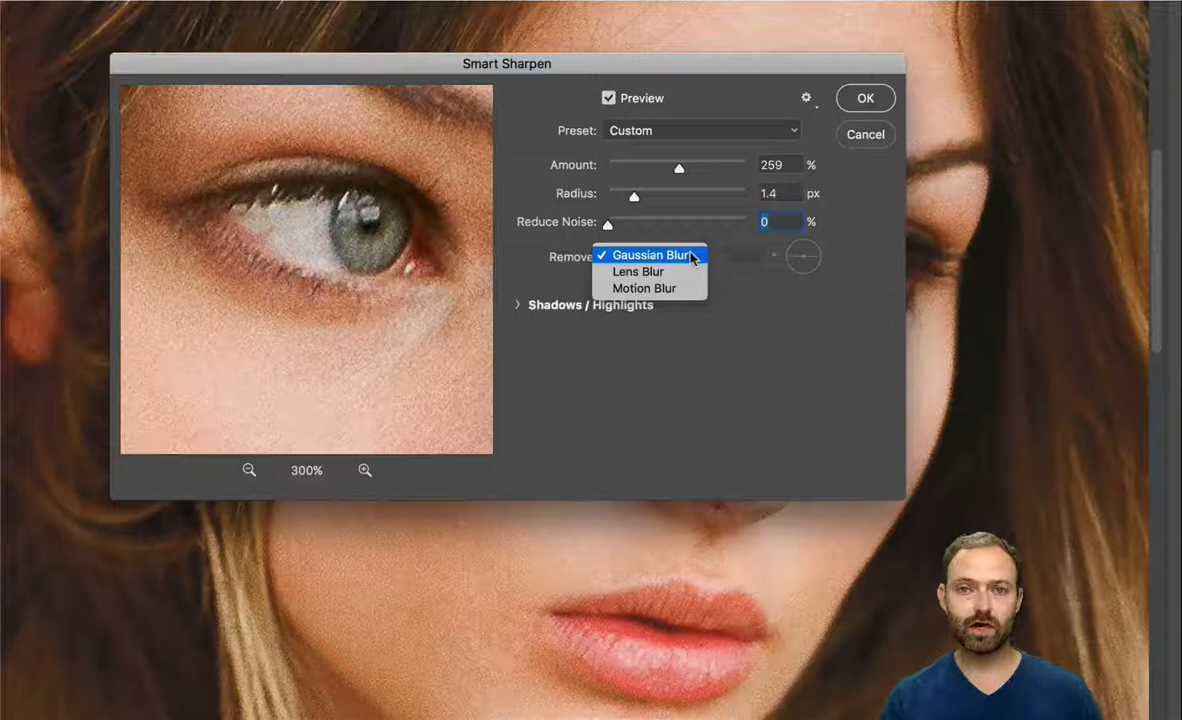 Smart Sharpen
Preview
OK
Preset: Custom
Cancel
Amount: 259 %
Radius: 1.4 px
Reduce Noise: 0 %
Remove
✓ Gaussian Blur
Lens Blur
Motion Blur
Shadows / Highlights
300%